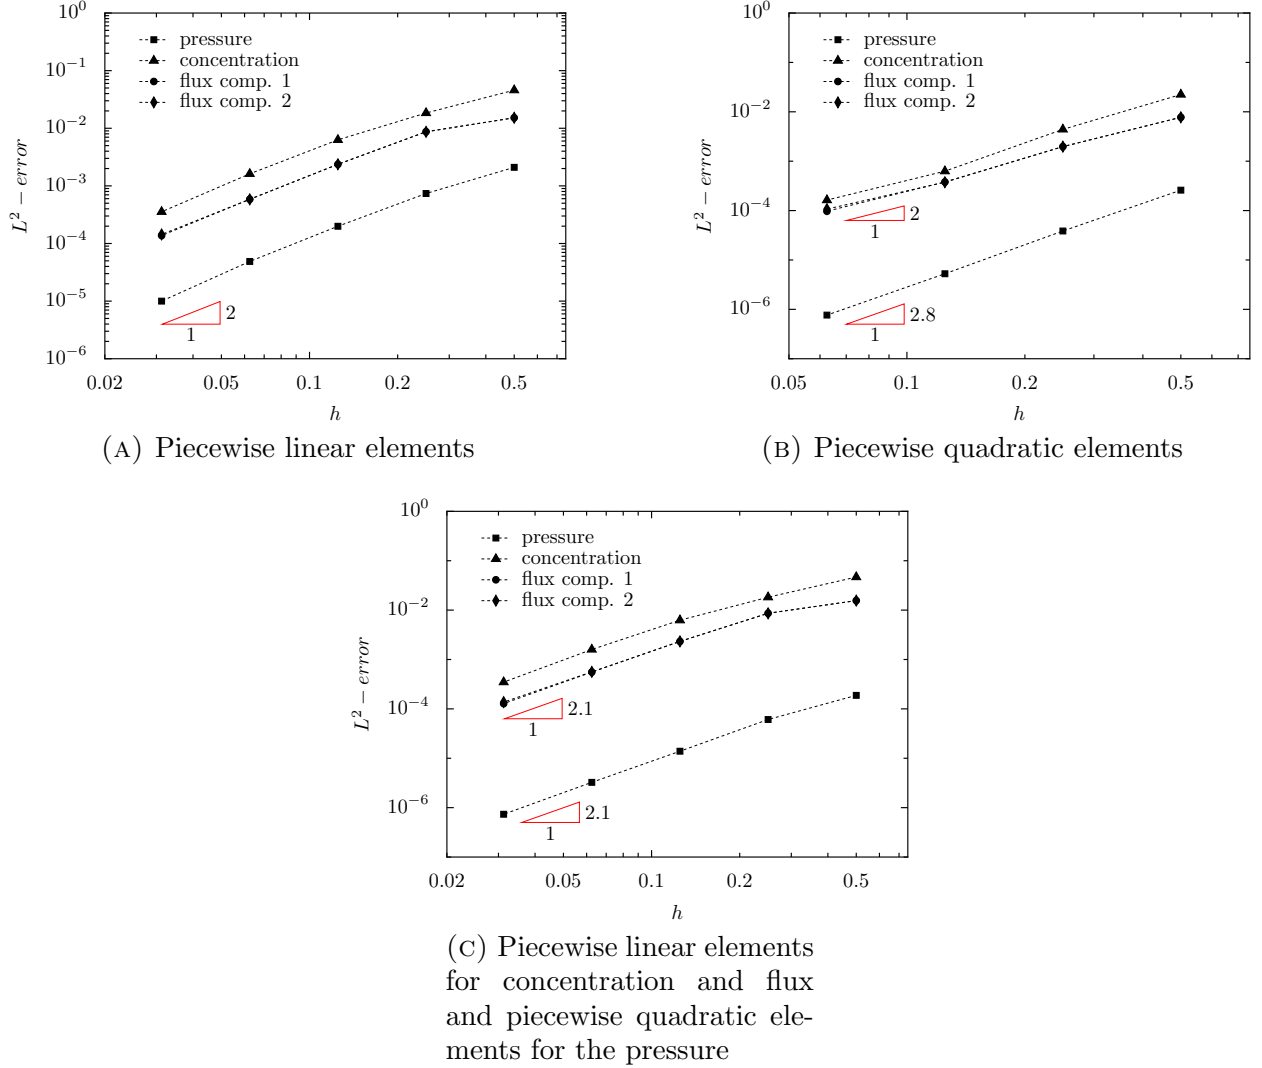 10^0
10^-1
10^-2
10^-3
10^-4
10^-5
10^-6
L^2 − error
pressure
concentration
flux comp. 1
flux comp. 2
2
1
0.02 0.05 0.1 0.2 0.5
h
(A) Piecewise linear elements
10^0
10^-2
10^-4
10^-6
L^2 − error
pressure
concentration
flux comp. 1
flux comp. 2
2
1
2.8
1
0.05 0.1 0.2 0.5
h
(B) Piecewise quadratic elements
10^0
10^-2
10^-4
10^-6
L^2 − error
pressure
concentration
flux comp. 1
flux comp. 2
2.1
1
2.1
1
0.02 0.05 0.1 0.2 0.5
h
(C) Piecewise linear elements
for concentration and flux
and piecewise quadratic ele-
ments for the pressure